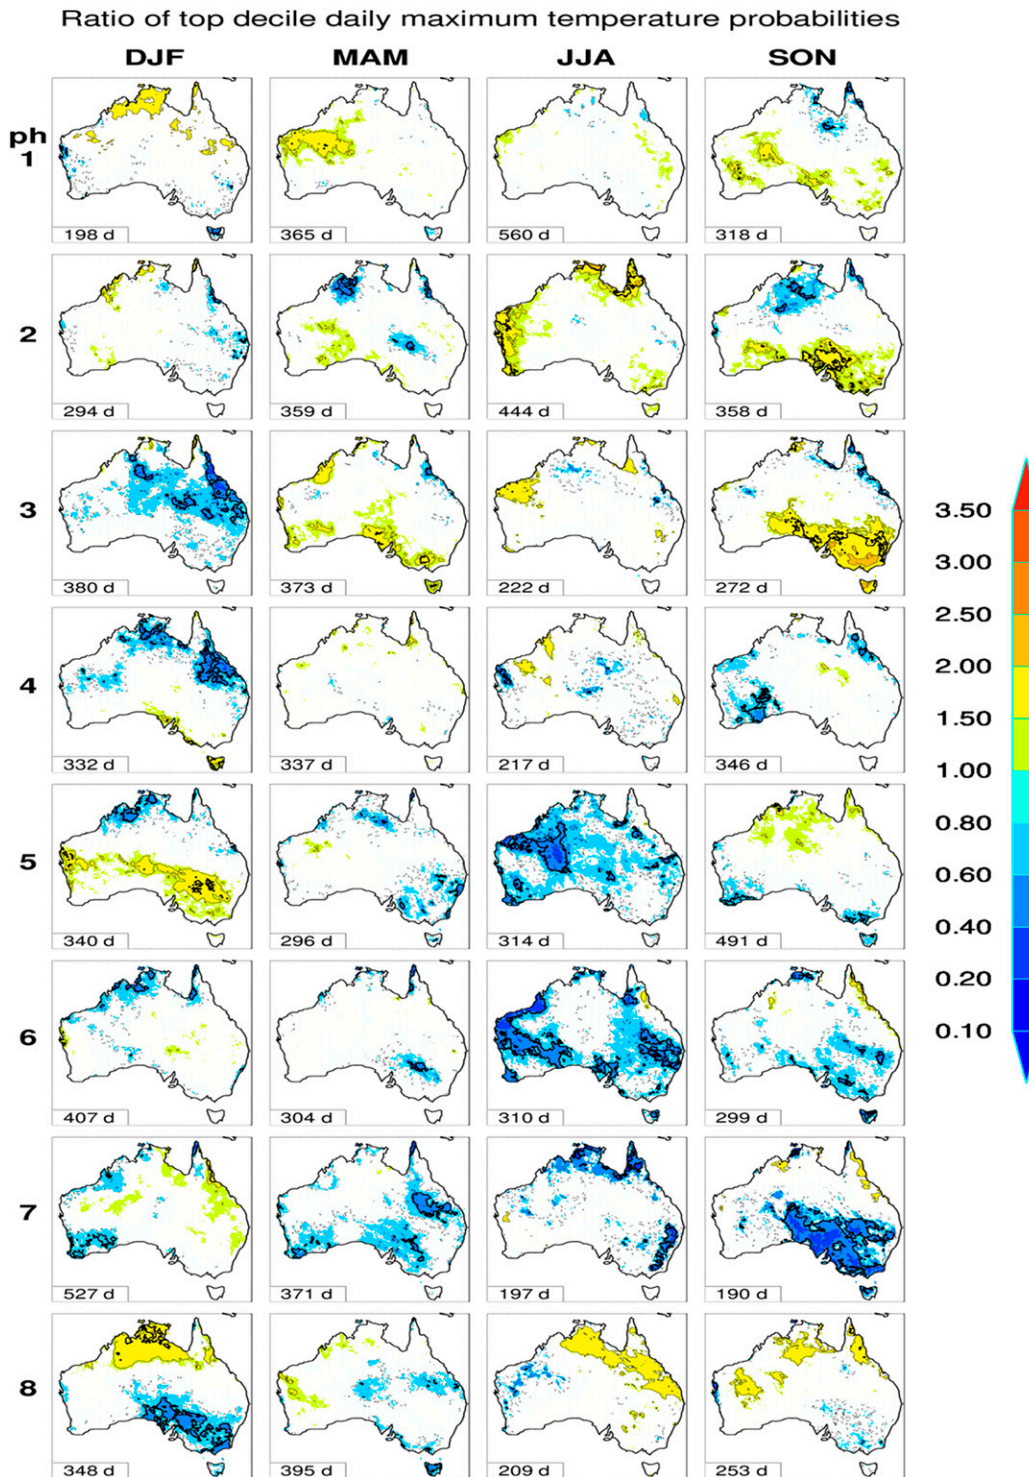 Ratio of top decile daily maximum temperature probabilities
DJF MAM JJA SON
ph
1
198 d 365 d 560 d 318 d
2
294 d 359 d 444 d 358 d
3
380 d 373 d 222 d 272 d
4
332 d 337 d 217 d 346 d
5
340 d 296 d 314 d 491 d
6
407 d 304 d 310 d 299 d
7
527 d 371 d 197 d 190 d
8
348 d 395 d 209 d 253 d
3.50
3.00
2.50
2.00
1.50
1.00
0.80
0.60
0.40
0.20
0.10